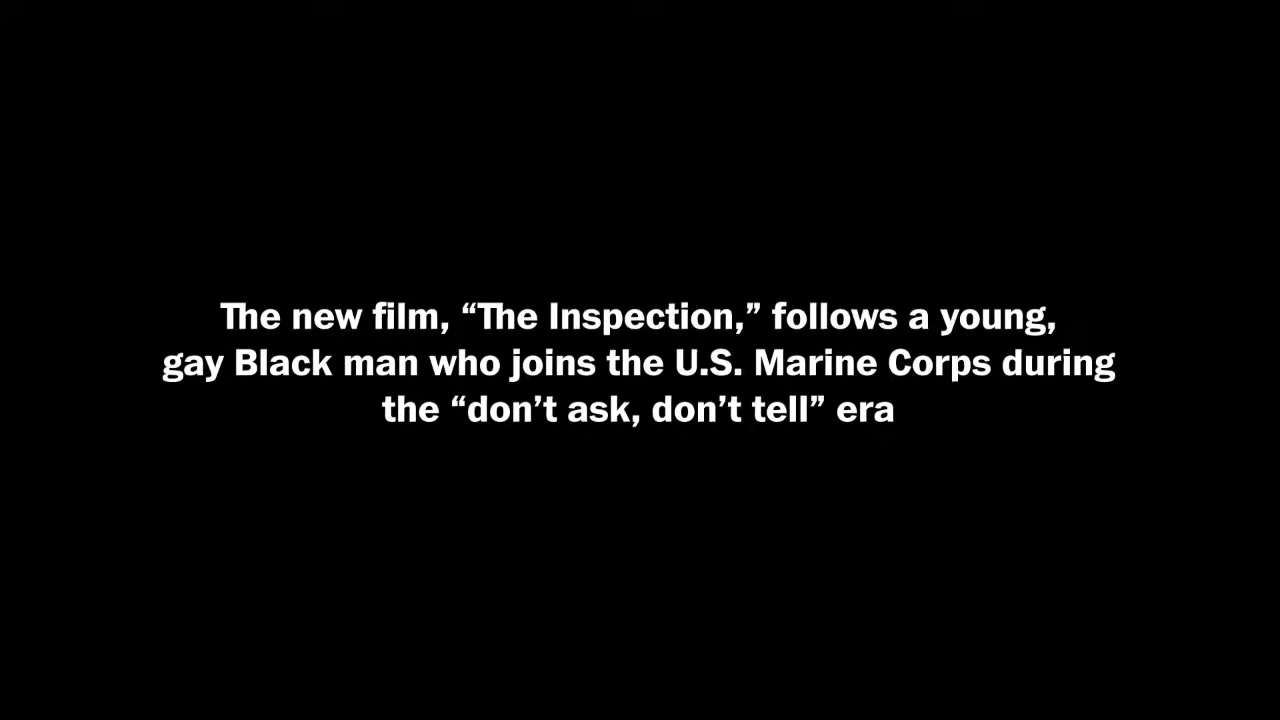 The new film, “The Inspection,” follows a young,
gay Black man who joins the U.S. Marine Corps during
the “don’t ask, don’t tell” era